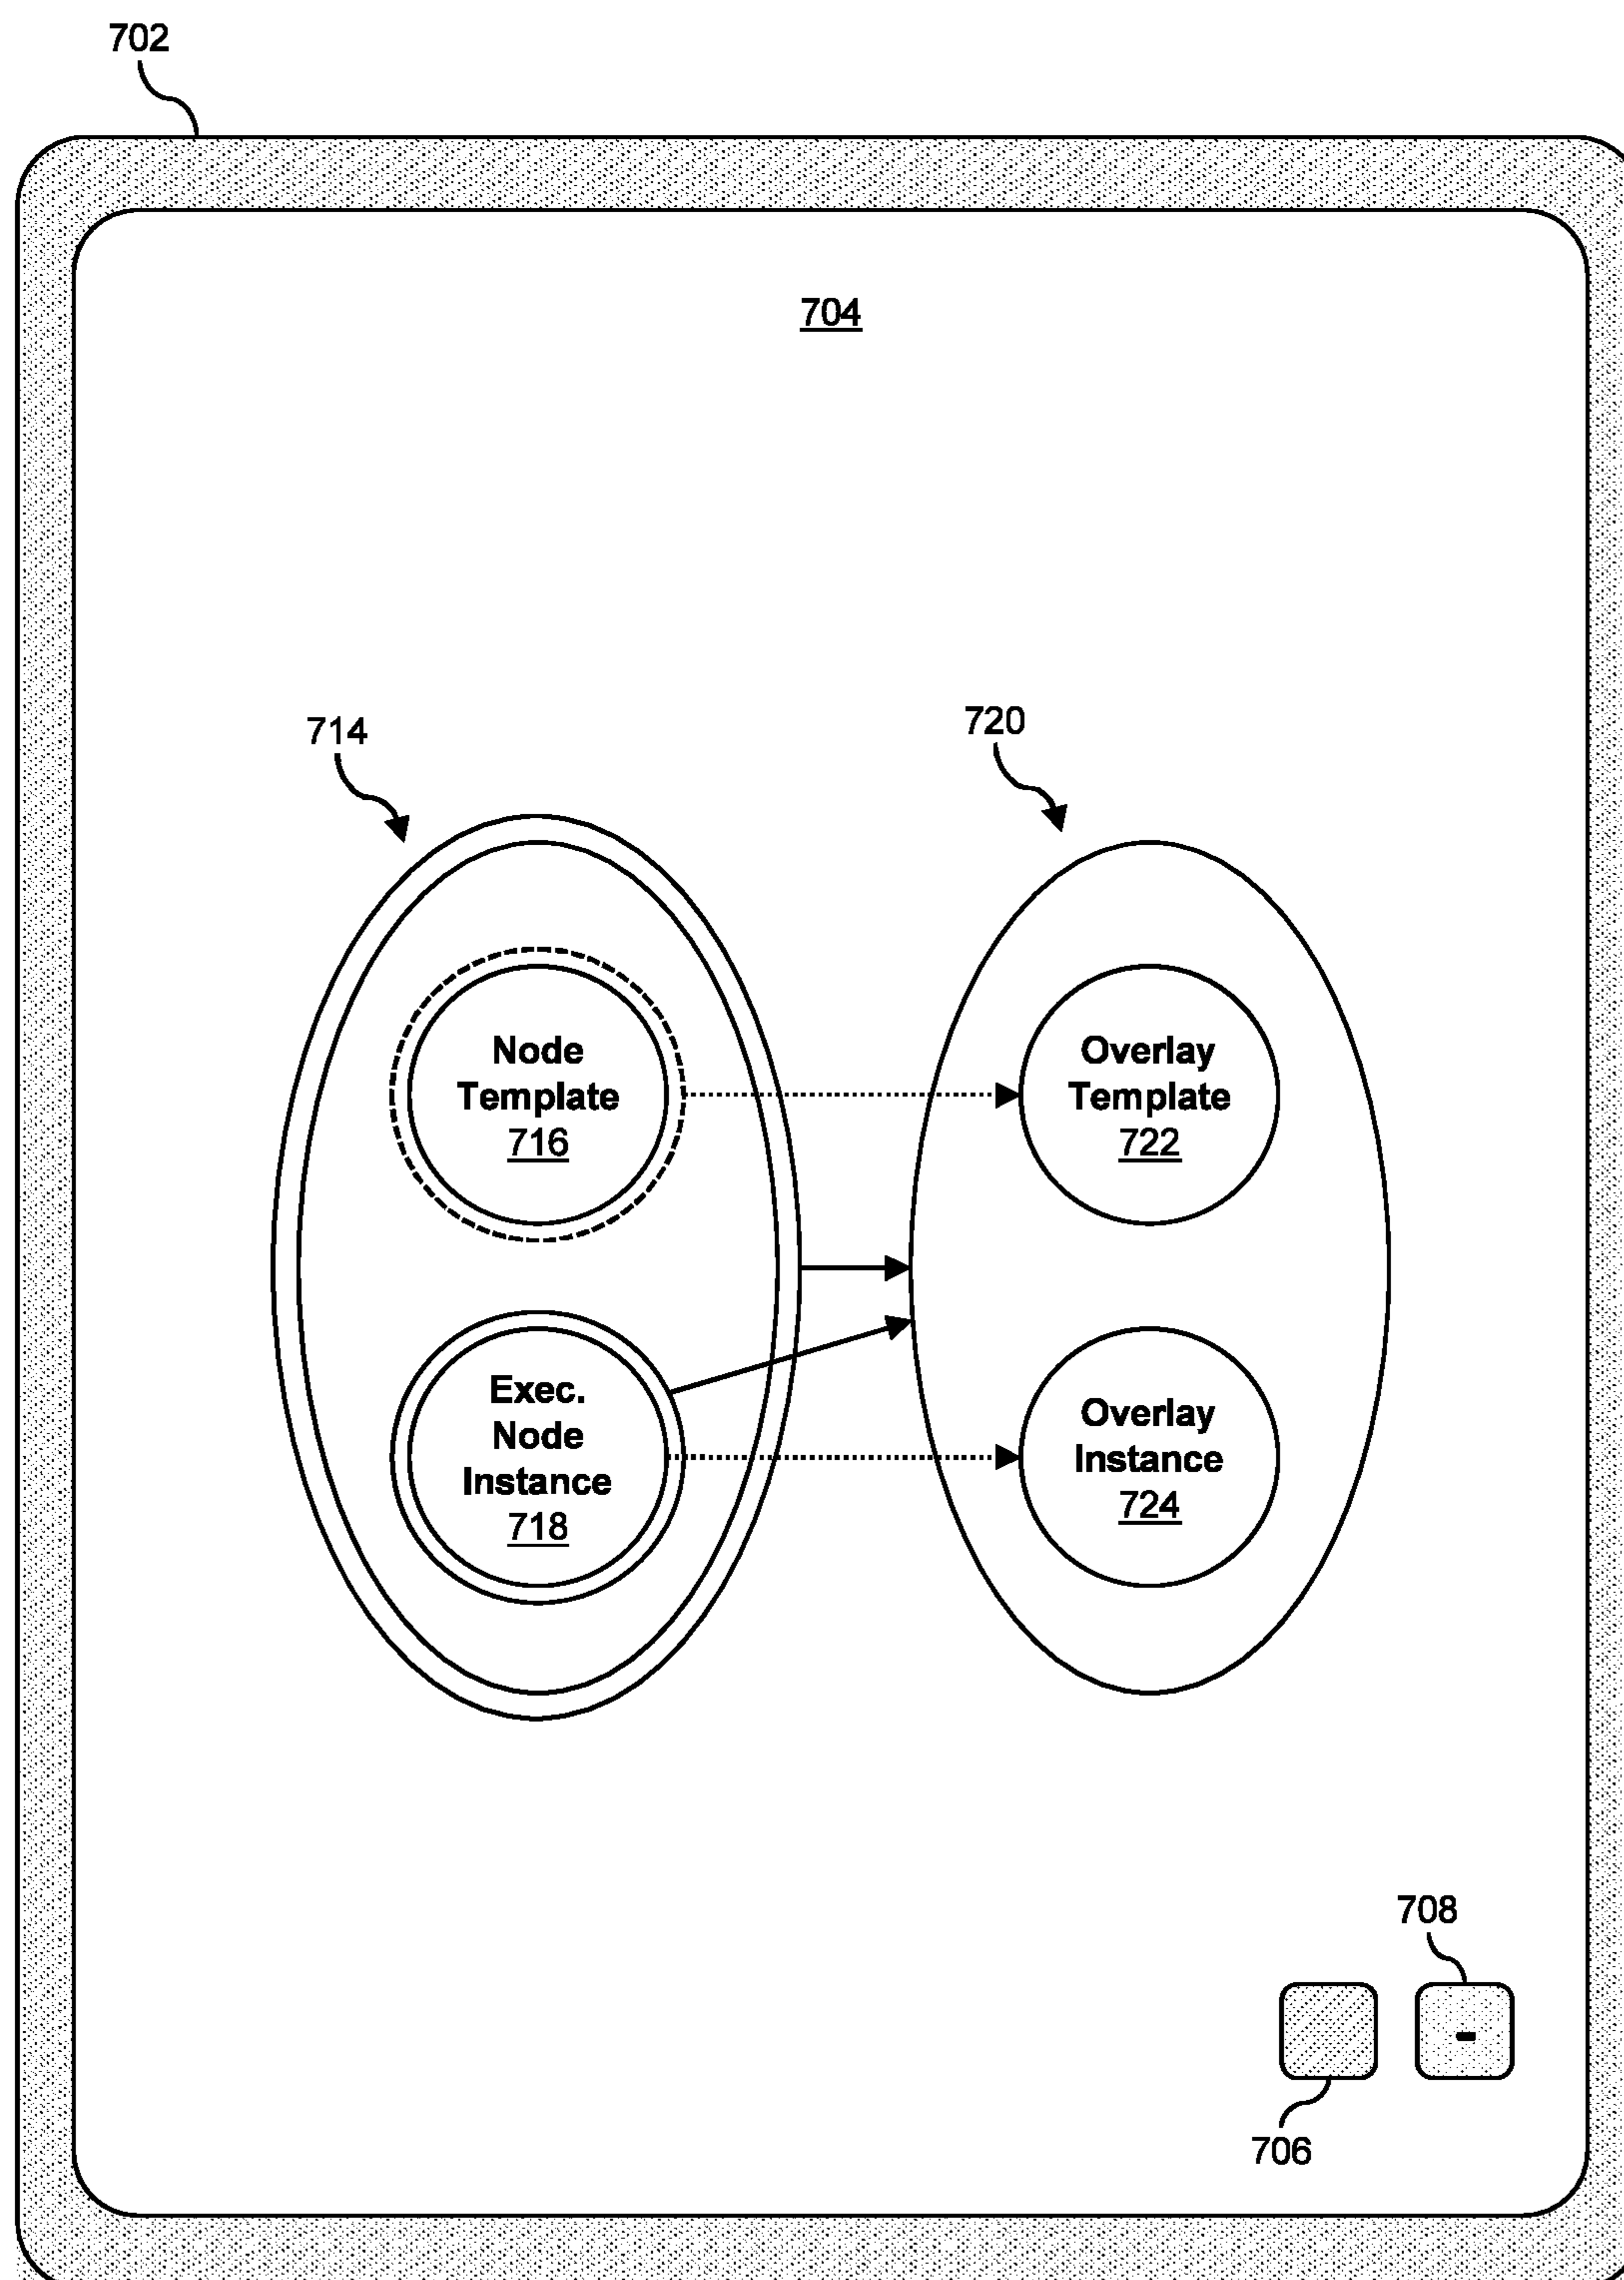 702
704
714
720
Node
Template
716
Overlay
Template
722
Exec.
Node
Instance
718
Overlay
Instance
724
708
-
706